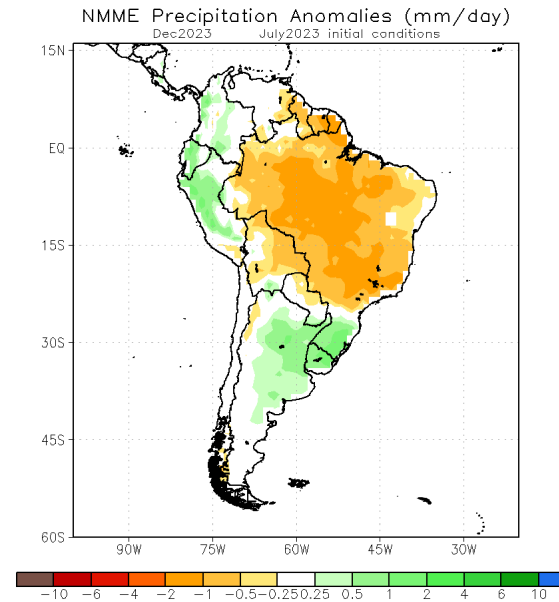 NMME Precipitation Anomalies (mm/day)
Dec2023 July2023 initial conditions
15N
EQ
15S
30S
45S
60S
90W 75W 60W 45W 30W
-10 -6 -4 -2 -1 -0.5 -0.25 0.25 0.5 1 2 4 6 10